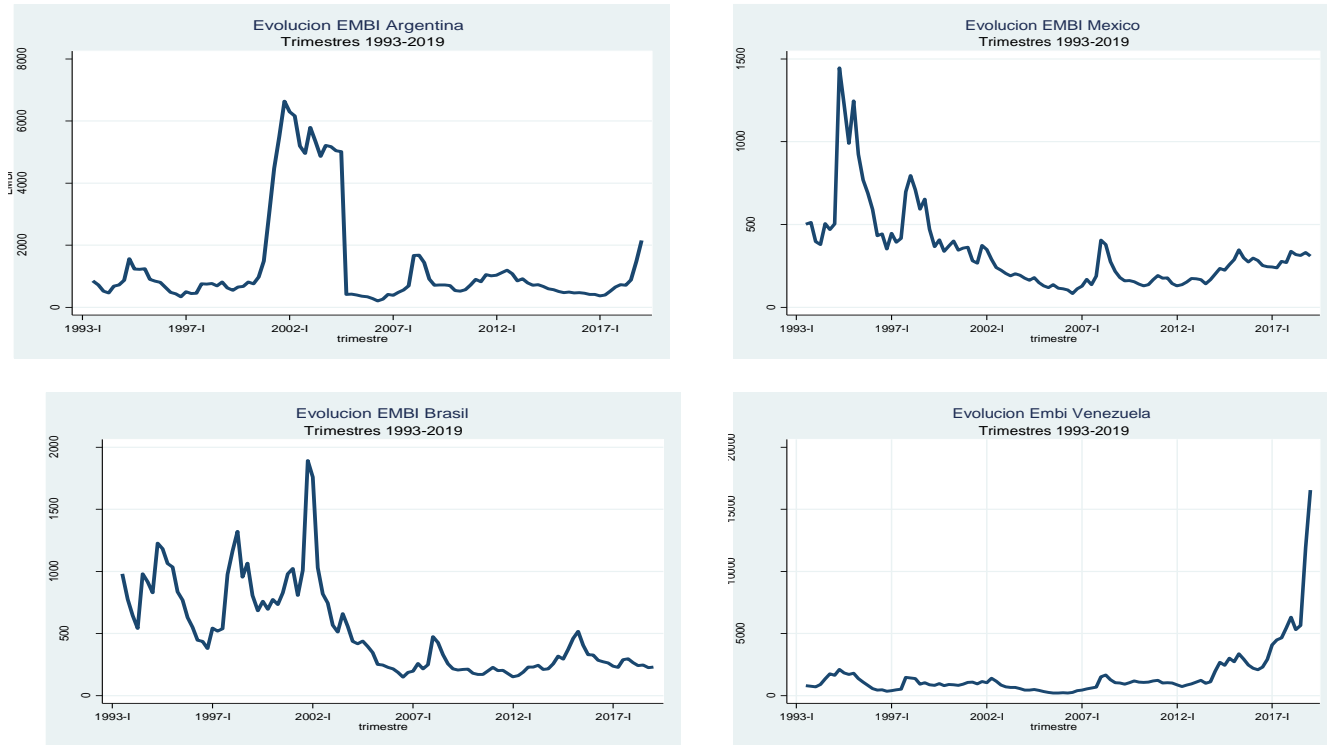 Evolucion EMBI Argentina
Trimestres 1993-2019
8000
6000
4000
2000
0
EMBI
1993-I 1997-I 2002-I 2007-I 2012-I 2017-I
trimestre
Evolucion EMBI Mexico
Trimestres 1993-2019
1500
1000
500
0
1993-I 1997-I 2002-I 2007-I 2012-I 2017-I
trimestre
Evolucion EMBI Brasil
Trimestres 1993-2019
2000
1500
1000
500
0
1993-I 1997-I 2002-I 2007-I 2012-I 2017-I
trimestre
Evolucion Embi Venezuela
Trimestres 1993-2019
20000
15000
10000
5000
0
1993-I 1997-I 2002-I 2007-I 2012-I 2017-I
trimestre